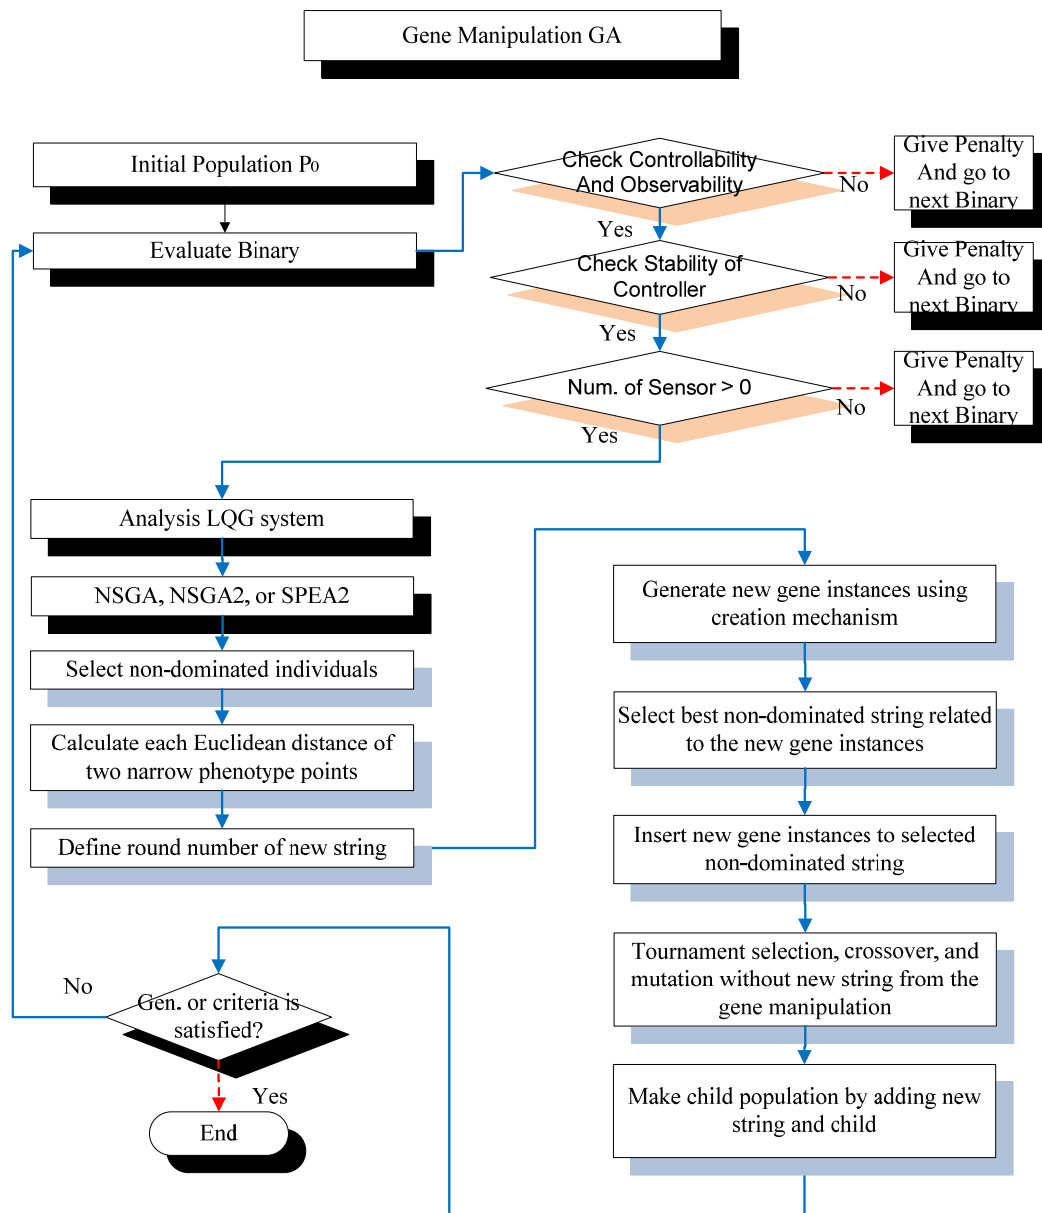 Gene Manipulation GA
Initial Population P0
Evaluate Binary
Check Controllability
And Observability
No
Give Penalty
And go to
next Binary
Yes
Check Stability of
Controller
No
Give Penalty
And go to
next Binary
Yes
Num. of Sensor > 0
No
Give Penalty
And go to
next Binary
Yes
Analysis LQG system
NSGA, NSGA2, or SPEA2
Select non-dominated individuals
Calculate each Euclidean distance of
two narrow phenotype points
Define round number of new string
Generate new gene instances using
creation mechanism
Select best non-dominated string related
to the new gene instances
Insert new gene instances to selected
non-dominated string
Tournament selection, crossover, and
mutation without new string from the
gene manipulation
Make child population by adding new
string and child
Gen. or criteria is
satisfied?
No
Yes
End